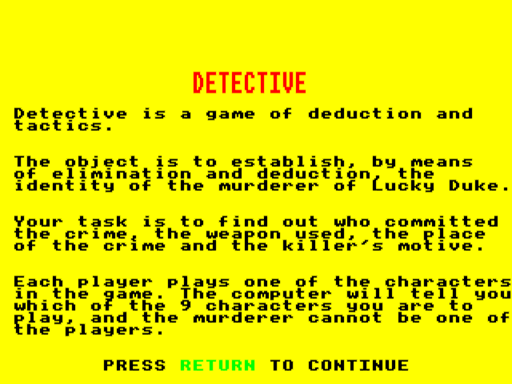 DETECTIVE
Detective is a game of deduction and
tactics.
The object is to establish, by means
of elimination and deduction, the
identity of the murderer of Lucky Duke.
Your task is to find out who committed
the crime, the weapon used, the place
of the crime and the killer's motive.
Each player plays one of the characters
in the game. The computer will tell you
which of the 9 characters you are to
play, and the murderer cannot be one of
the players.
PRESS RETURN TO CONTINUE